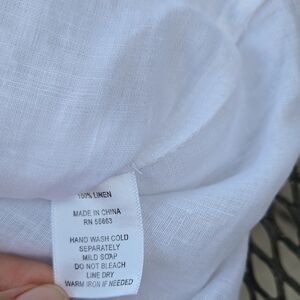 100% LINEN
MADE IN CHINA
RN 55663
HAND WASH COLD
SEPARATELY
MILD SOAP
DO NOT BLEACH
LINE DRY
WARM IRON IF NEEDED